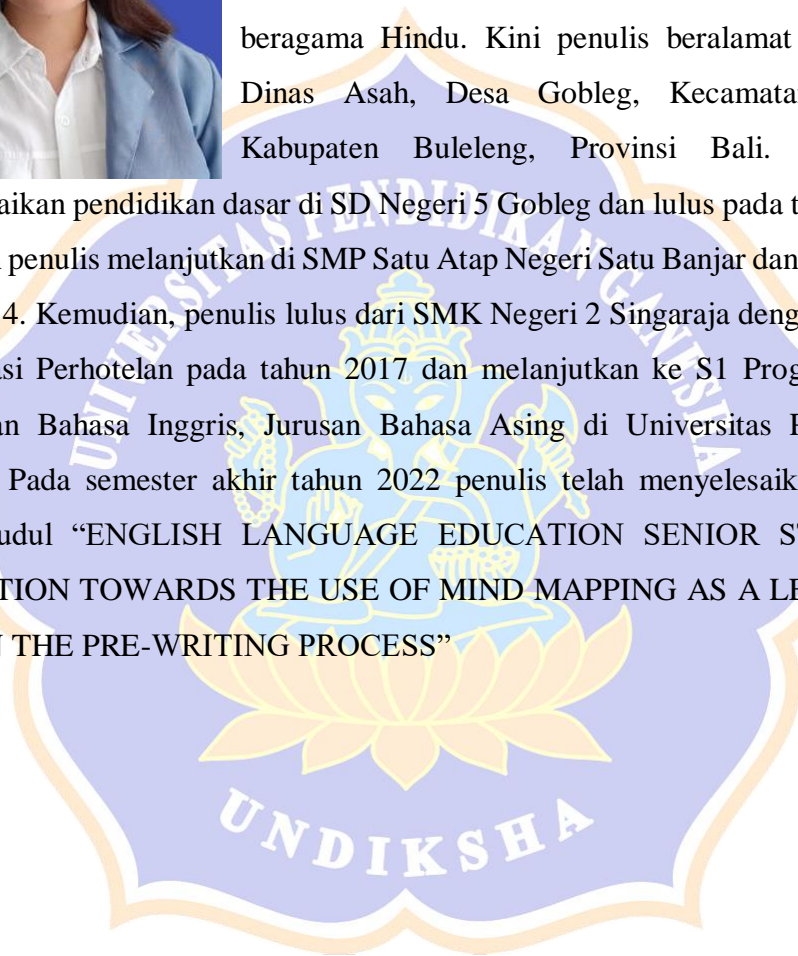 beragama Hindu. Kini penulis beralamat
Dinas Asah, Desa Gobleg, Kecamata
Kabupaten Buleleng, Provinsi Bali.
aikan pendidikan dasar di SD Negeri 5 Gobleg dan lulus pada t
penulis melanjutkan di SMP Satu Atap Negeri Satu Banjar dan
4. Kemudian, penulis lulus dari SMK Negeri 2 Singaraja deng
asi Perhotelan pada tahun 2017 dan melanjutkan ke S1 Prog
an Bahasa Inggris, Jurusan Bahasa Asing di Universitas
Pada semester akhir tahun 2022 penulis telah menyelesaik
udul “ENGLISH LANGUAGE EDUCATION SENIOR S
TION TOWARDS THE USE OF MIND MAPPING AS A LE
THE PRE-WRITING PROCESS”
UNIVERSITAS PENDIDIKAN GANESHA
UNDIKSHA